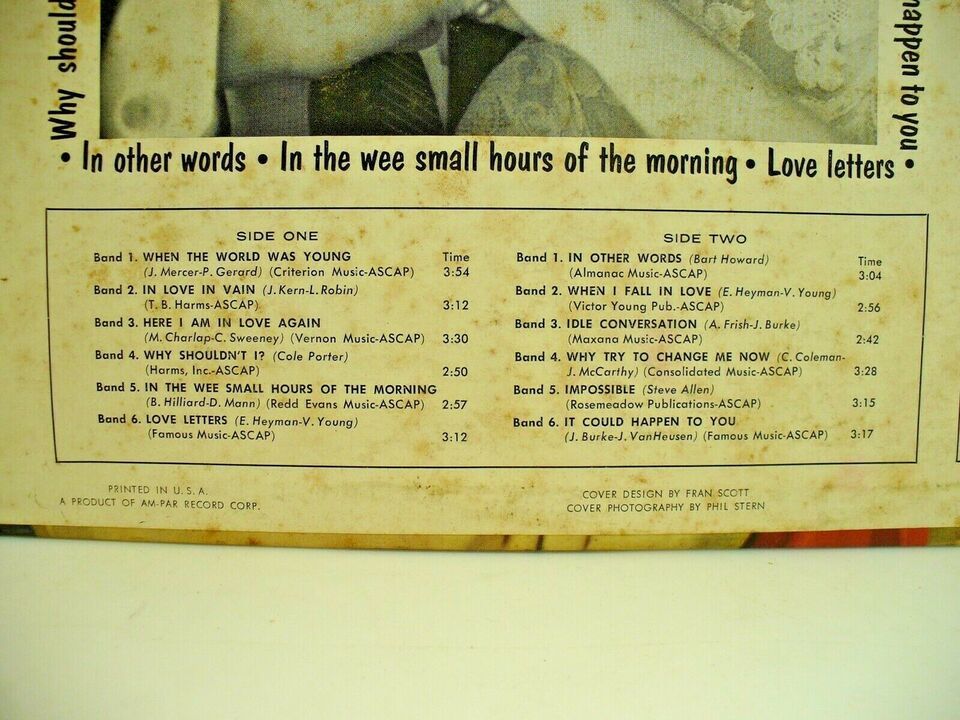 Why should
happen to you
• In other words • In the wee small hours of the morning • Love letters •
SIDE ONE
Time
Band 1. WHEN THE WORLD WAS YOUNG
(J. Mercer-P. Gerard) (Criterion Music-ASCAP) 3:54
Band 2. IN LOVE IN VAIN (J. Kern-L. Robin)
(T. B. Harms-ASCAP) 3:12
Band 3. HERE I AM IN LOVE AGAIN
(M. Charlap-C. Sweeney) (Vernon Music-ASCAP) 3:30
Band 4. WHY SHOULDN'T I? (Cole Porter)
(Harms, Inc.-ASCAP) 2:50
Band 5. IN THE WEE SMALL HOURS OF THE MORNING
(B. Hilliard-D. Mann) (Redd Evans Music-ASCAP) 2:57
Band 6. LOVE LETTERS (E. Heyman-V. Young)
(Famous Music-ASCAP) 3:12
SIDE TWO
Time
Band 1. IN OTHER WORDS (Bart Howard)
(Almanac Music-ASCAP) 3:04
Band 2. WHEN I FALL IN LOVE (E. Heyman-V. Young)
(Victor Young Pub.-ASCAP) 2:56
Band 3. IDLE CONVERSATION (A. Frish-J. Burke)
(Maxana Music-ASCAP) 2:42
Band 4. WHY TRY TO CHANGE ME NOW (C. Coleman-
J. McCarthy) (Consolidated Music-ASCAP) 3:28
Band 5. IMPOSSIBLE (Steve Allen)
(Rosemeadow Publications-ASCAP) 3:15
Band 6. IT COULD HAPPEN TO YOU
(J. Burke-J. VanHeusen) (Famous Music-ASCAP) 3:17
PRINTED IN U.S.A.
A PRODUCT OF AM-PAR RECORD CORP.
COVER DESIGN BY FRAN SCOTT
COVER PHOTOGRAPHY BY PHIL STERN